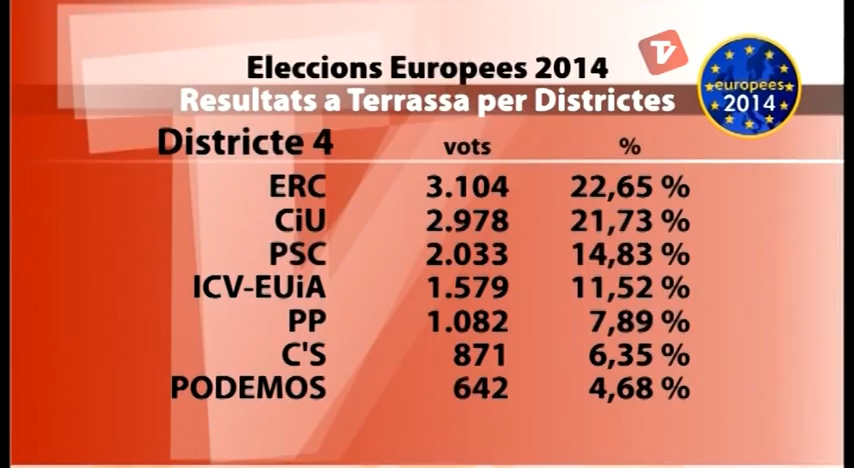 TV
Eleccions Europees 2014
Resultats a Terrassa per Districtes
europees
2014
Districte 4 vots %
ERC 3.104 22,65 %
CiU 2.978 21,73 %
PSC 2.033 14,83 %
ICV-EUiA 1.579 11,52 %
PP 1.082 7,89 %
C'S 871 6,35 %
PODEMOS 642 4,68 %